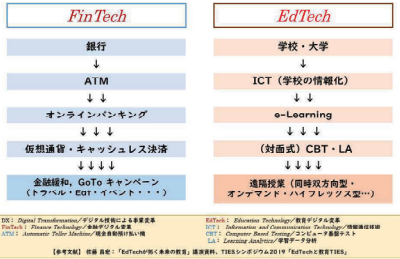 FinTech
銀行
↓
ATM
↓ ↓
オンラインバンキング
↓ ↓ ↓
仮想通貨・キャッシュレス決済
↓ ↓ ↓ ↓
金融緩和, GoTo キャンペーン
(トラベル・Eat・イベント・・・)
EdTech
学校・大学
↓
ICT (学校の情報化)
↓ ↓
e-Learning
↓ ↓ ↓
(対面式) CBT・LA
↓ ↓ ↓ ↓
遠隔授業 (同時双方向型・
オンデマンド・ハイフレックス型…)
DX: Digital Transformation/デジタル技術による事業変革
FinTech: Finance Technology/金融デジタル変革
ATM: Automatic Teller Machine/現金自動預け払い機
EdTech: Education Technology/教育デジタル変革
ICT: Information and Communication Technology/情報通信技術
CBT: Computer Based Testing/コンピュータ基盤テスト
LA: Learning Analytics/学習データ分析
【参考文献】 佐藤 昌宏:「EdTechが拓く未来の教育」講演資料, TIESシンポジウム2019「EdTechと教育TIES」